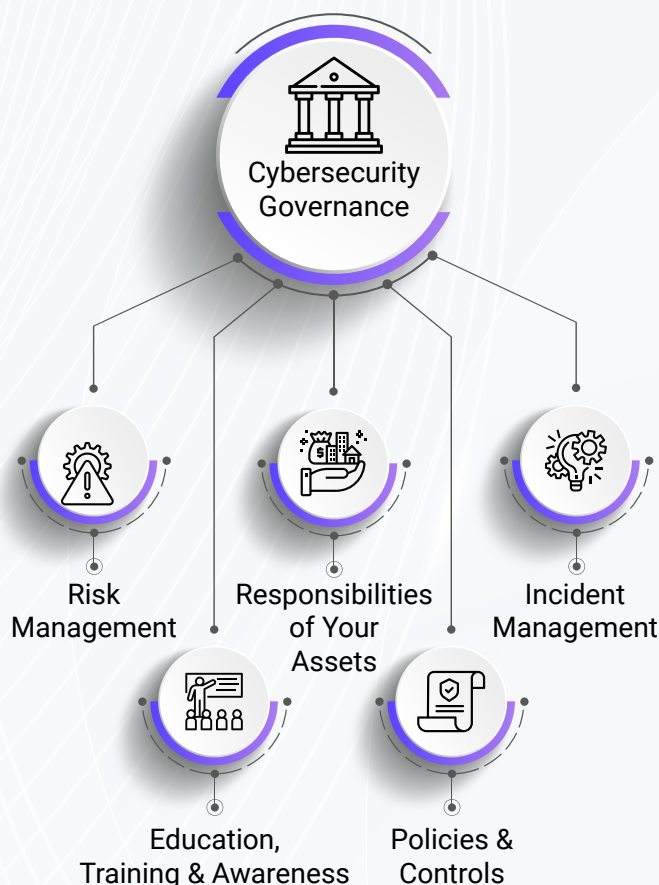 Cybersecurity
Governance
Risk
Management
Responsibilities
of Your
Assets
Incident
Management
Education,
Training & Awareness
Policies &
Controls